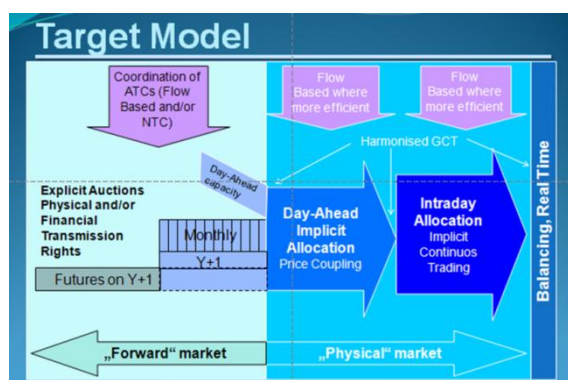 Target Model
Coordination of
ATCs (Flow
Based and/or
NTC)
Flow
Based where
more efficient
Flow
Based where
more efficient
Harmonised GCT
Day-Ahead
capacity
Explicit Auctions
Physical and/or
Financial
Transmission
Rights
Monthly
Y+1
Futures on Y+1
Day-Ahead
Implicit
Allocation
Price Coupling
Intraday
Allocation
Implicit
Continuos
Trading
Balancing, Real Time
„Forward“ market
„Physical“ market